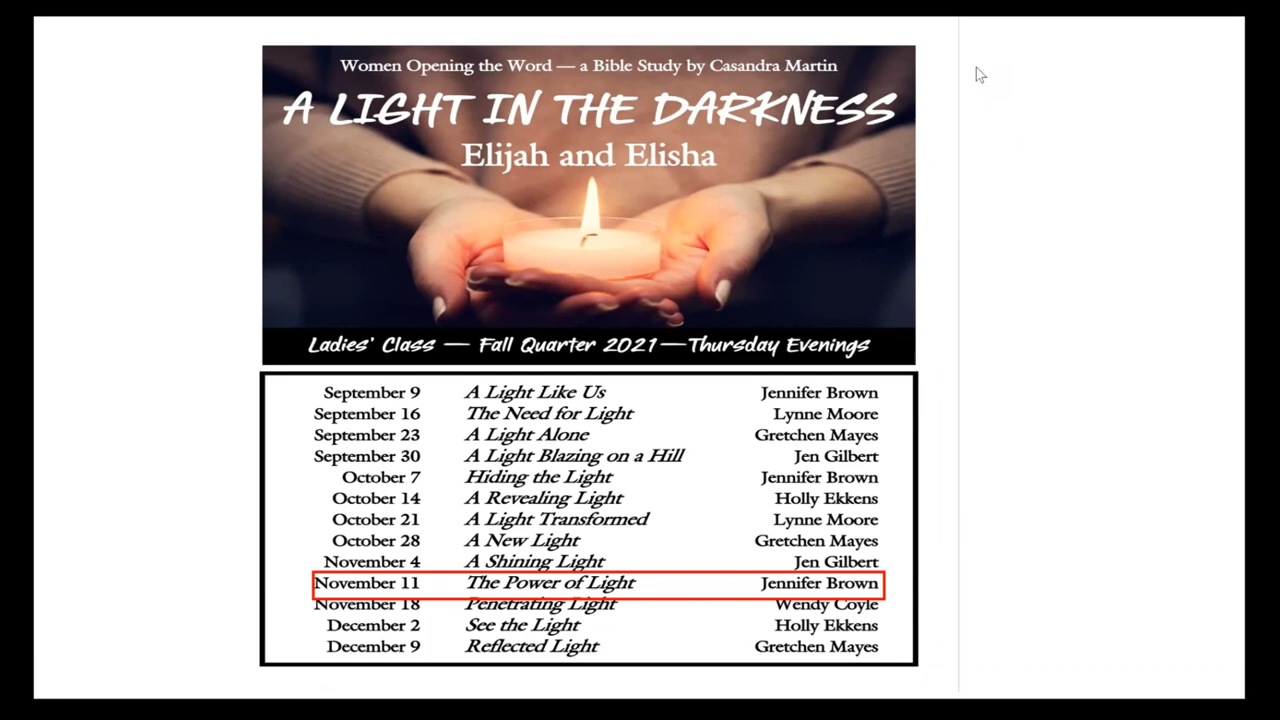 Women Opening the Word — a Bible Study by Casandra Martin
A LIGHT IN THE DARKNESS
Elijah and Elisha
Ladies' Class — Fall Quarter 2021—Thursday Evenings
September 9 A Light Like Us Jennifer Brown
September 16 The Need for Light Lynne Moore
September 23 A Light Alone Gretchen Mayes
September 30 A Light Blazing on a Hill Jen Gilbert
October 7 Hiding the Light Jennifer Brown
October 14 A Revealing Light Holly Ekkens
October 21 A Light Transformed Lynne Moore
October 28 A New Light Gretchen Mayes
November 4 A Shining Light Jen Gilbert
November 11 The Power of Light Jennifer Brown
November 18 Penetrating Light Wendy Coyle
December 2 See the Light Holly Ekkens
December 9 Reflected Light Gretchen Mayes